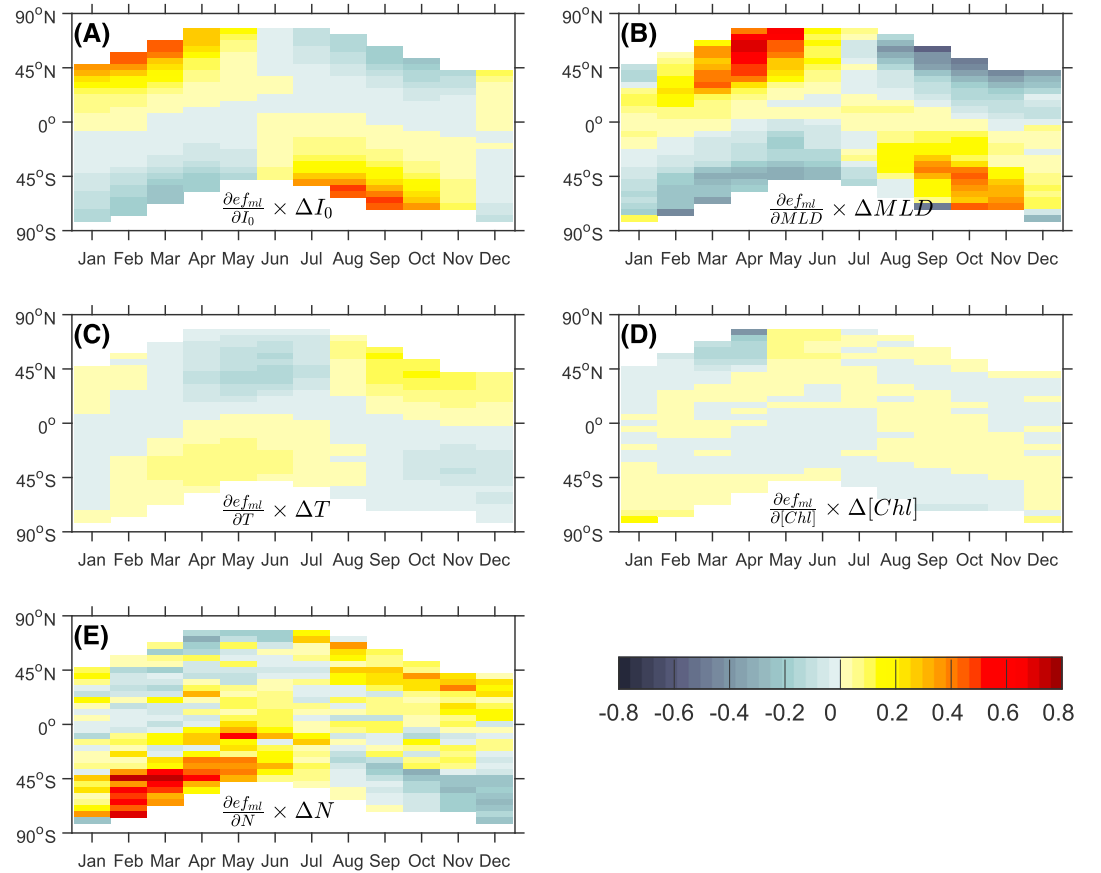 (A)
90°N
45°N
0°
45°S
90°S
∂ef_ml/∂I_0 × ΔI_0
Jan Feb Mar Apr May Jun Jul Aug Sep Oct Nov Dec
(B)
90°N
45°N
0°
45°S
90°S
∂ef_ml/∂MLD × ΔMLD
Jan Feb Mar Apr May Jun Jul Aug Sep Oct Nov Dec
(C)
90°N
45°N
0°
45°S
90°S
∂ef_ml/∂T × ΔT
Jan Feb Mar Apr May Jun Jul Aug Sep Oct Nov Dec
(D)
90°N
45°N
0°
45°S
90°S
∂ef_ml/∂[Chl] × Δ[Chl]
Jan Feb Mar Apr May Jun Jul Aug Sep Oct Nov Dec
(E)
90°N
45°N
0°
45°S
90°S
∂ef_ml/∂N × ΔN
Jan Feb Mar Apr May Jun Jul Aug Sep Oct Nov Dec
-0.8 -0.6 -0.4 -0.2 0 0.2 0.4 0.6 0.8